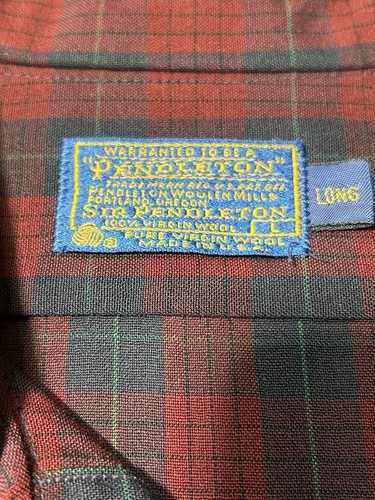 WARRANTED TO BE A
"PENDLETON"
TRADE MARK REG. U.S. PAT. OFF.
PENDLETON WOOLEN MILLS
PORTLAND, OREGON.
SIR PENDLETON
100% VIRGIN WOOL
L
PURE VIRGIN WOOL
MADE IN U.S.A.
LONG